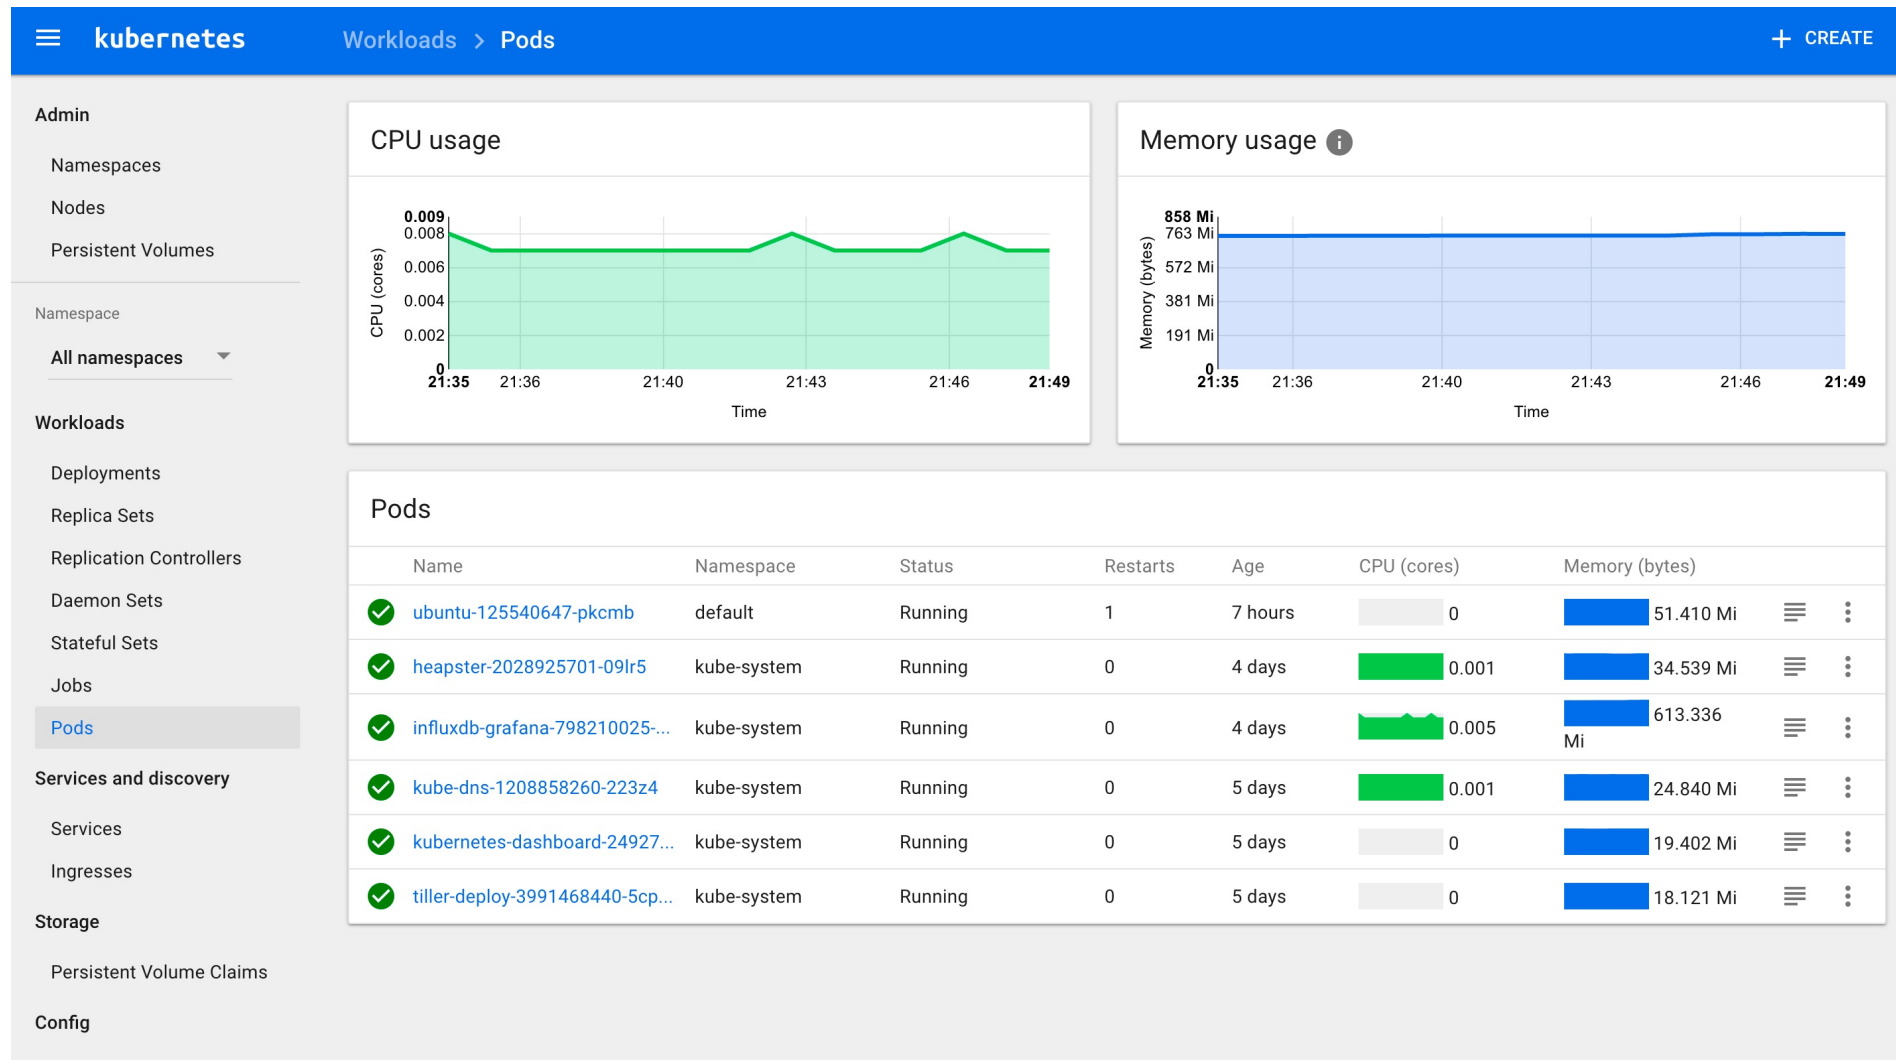 kubernetes
Workloads > Pods
+ CREATE
Admin
Namespaces
Nodes
Persistent Volumes
Namespace
All namespaces
Workloads
Deployments
Replica Sets
Replication Controllers
Daemon Sets
Stateful Sets
Jobs
Pods
Services and discovery
Services
Ingresses
Storage
Persistent Volume Claims
Config
CPU usage
CPU (cores)
0.009
0.008
0.006
0.004
0.002
0
21:35 21:36 21:40 21:43 21:46 21:49
Time
Memory usage i
Memory (bytes)
858 Mi
763 Mi
572 Mi
381 Mi
191 Mi
0
21:35 21:36 21:40 21:43 21:46 21:49
Time
Pods
Name Namespace Status Restarts Age CPU (cores) Memory (bytes)
ubuntu-125540647-pkcmb default Running 1 7 hours 0 51.410 Mi
heapster-2028925701-09lr5 kube-system Running 0 4 days 0.001 34.539 Mi
influxdb-grafana-798210025-... kube-system Running 0 4 days 0.005 613.336
Mi
kube-dns-1208858260-223z4 kube-system Running 0 5 days 0.001 24.840 Mi
kubernetes-dashboard-24927... kube-system Running 0 5 days 0 19.402 Mi
tiller-deploy-3991468440-5cp... kube-system Running 0 5 days 0 18.121 Mi